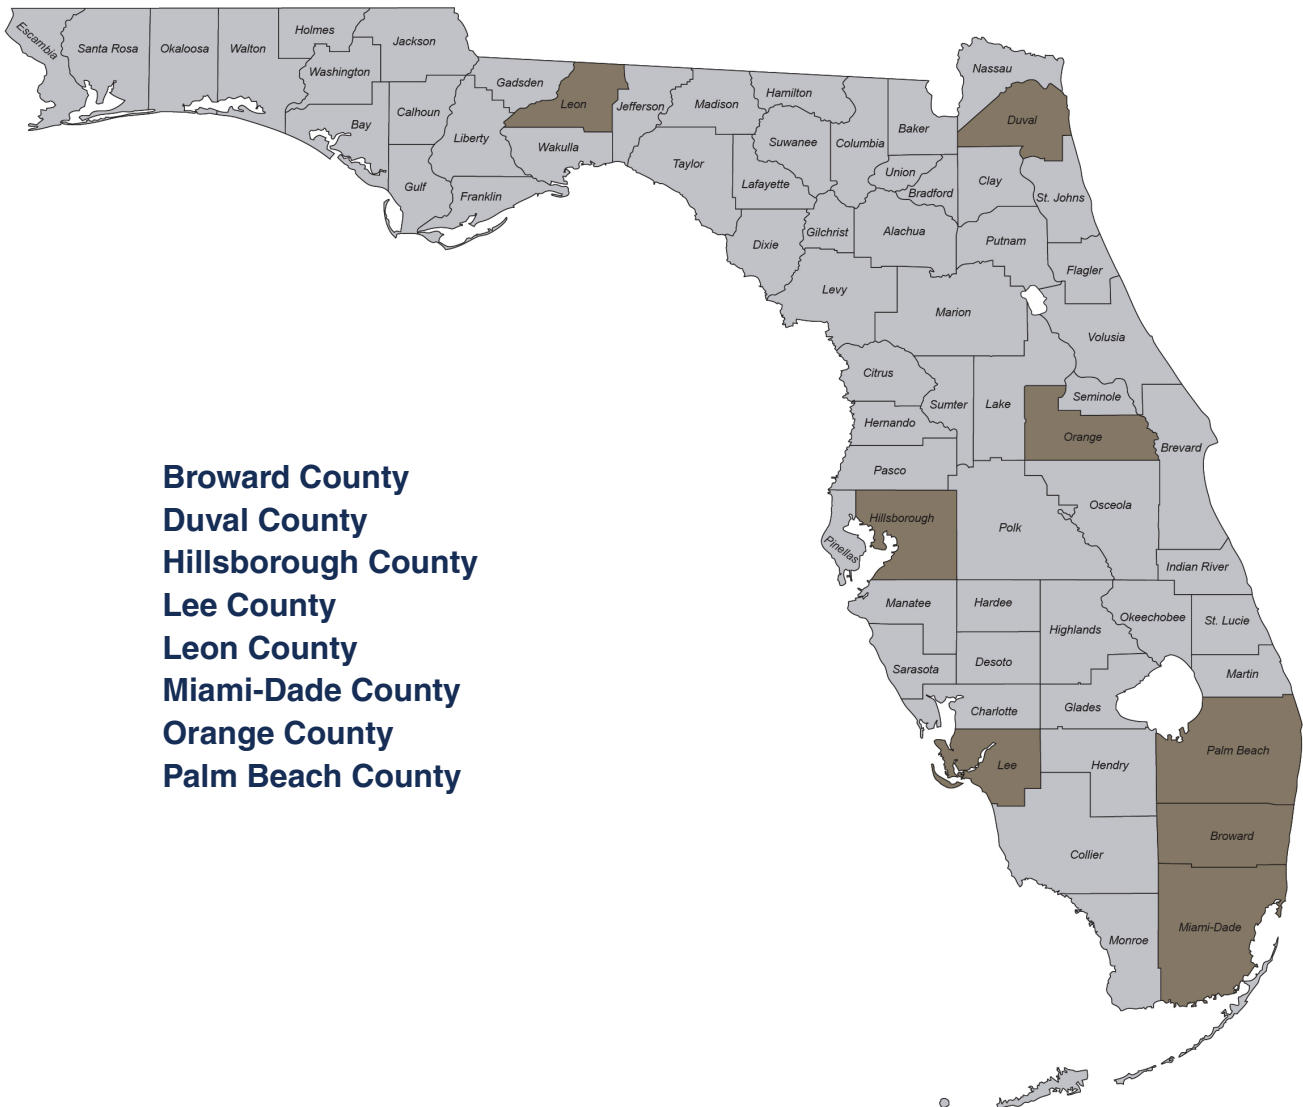 Escambia
Santa Rosa
Okaloosa
Walton
Holmes
Washington
Jackson
Bay
Calhoun
Gulf
Liberty
Franklin
Gadsden
Leon
Wakulla
Jefferson
Madison
Taylor
Hamilton
Suwanee
Lafayette
Dixie
Columbia
Gilchrist
Baker
Union
Bradford
Alachua
Levy
Nassau
Duval
Clay
St. Johns
Putnam
Flagler
Marion
Volusia
Citrus
Hernando
Sumter
Lake
Seminole
Orange
Brevard
Pasco
Hillsborough
Pinellas
Polk
Osceola
Indian River
Manatee
Hardee
Highlands
Okeechobee
St. Lucie
Sarasota
Desoto
Martin
Charlotte
Glades
Lee
Hendry
Palm Beach
Collier
Broward
Monroe
Miami-Dade
Broward County
Duval County
Hillsborough County
Lee County
Leon County
Miami-Dade County
Orange County
Palm Beach County